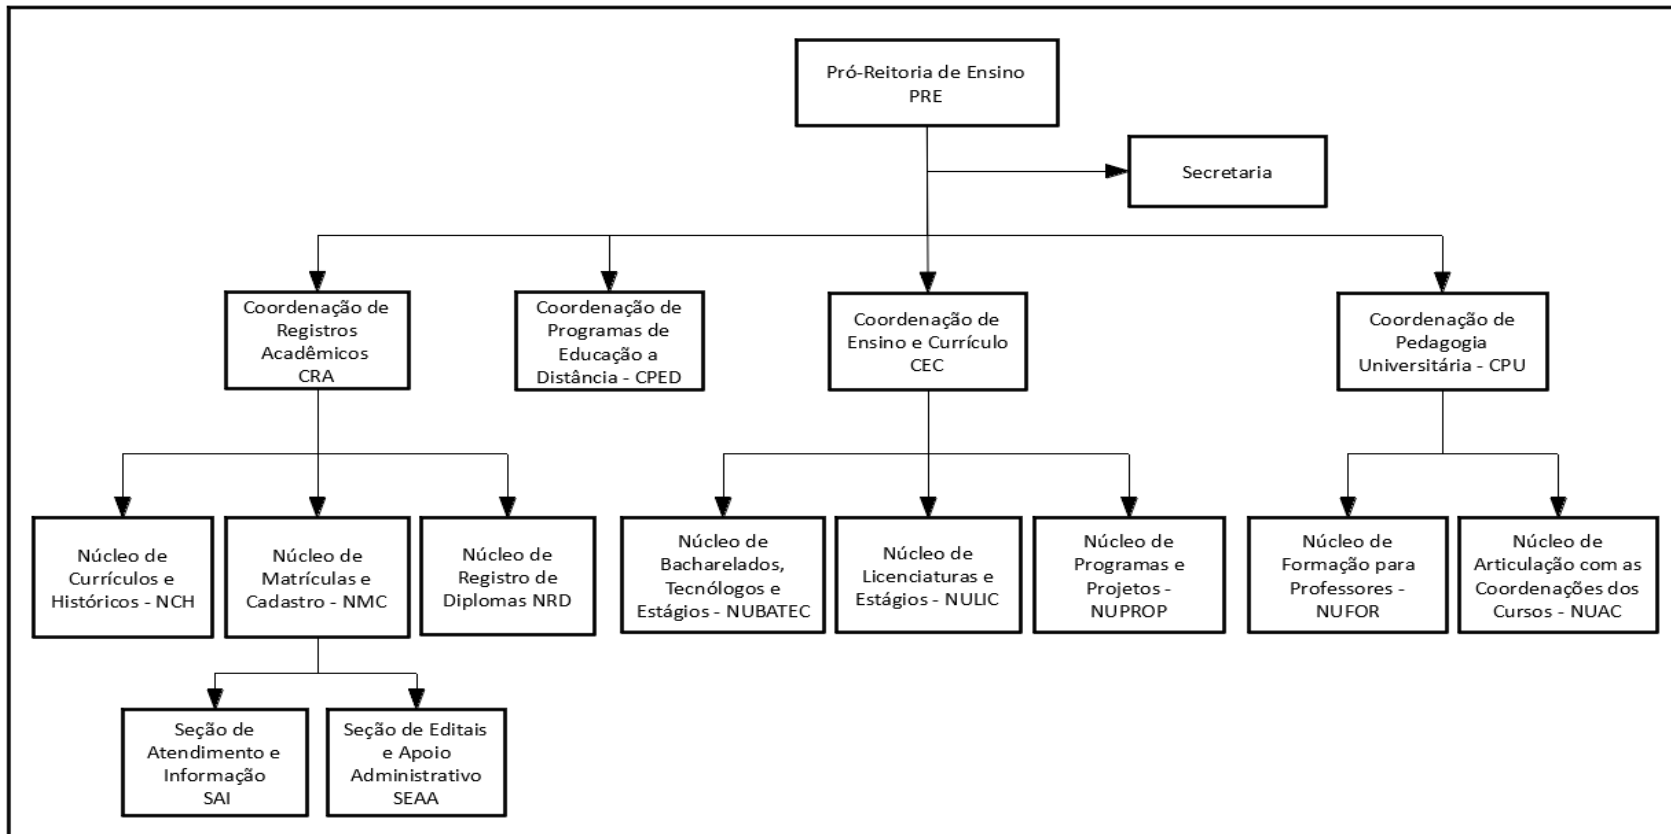 Pró-Reitoria de Ensino
PRE
Secretaria
Coordenação de
Registros
Acadêmicos
CRA
Coordenação de
Programas de
Educação a
Distância - CPED
Coordenação de
Ensino e Currículo
CEC
Coordenação de
Pedagogia
Universitária - CPU
Núcleo de
Currículos e
Históricos - NCH
Núcleo de
Matrículas e
Cadastro - NMC
Núcleo de
Registro de
Diplomas NRD
Núcleo de
Bacharelados,
Tecnólogos e
Estágios - NUBATEC
Núcleo de
Licenciaturas e
Estágios - NULIC
Núcleo de
Programas e
Projetos -
NUPROP
Núcleo de
Formação para
Professores -
NUFOR
Núcleo de
Articulação com as
Coordenações dos
Cursos - NUAC
Seção de
Atendimento e
Informação
SAI
Seção de Editais
e Apoio
Administrativo
SEAA